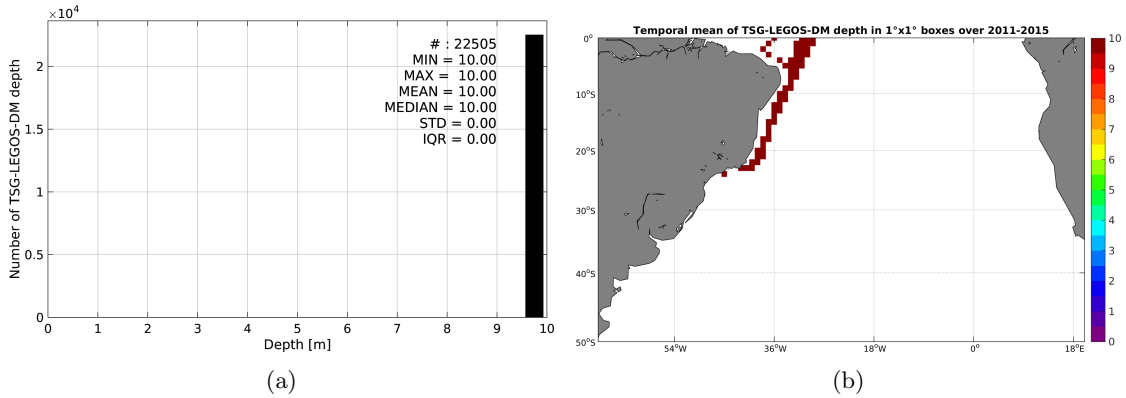 ×10⁴
# : 22505
MIN = 10.00
MAX = 10.00
MEAN = 10.00
MEDIAN = 10.00
STD = 0.00
IQR = 0.00
Number of TSG-LEGOS-DM depth
2
1.5
1
0.5
0
0 1 2 3 4 5 6 7 8 9 10
Depth [m]
(a)
Temporal mean of TSG-LEGOS-DM depth in 1°x1° boxes over 2011-2015
0°
10°S
20°S
30°S
40°S
50°S
54°W 36°W 18°W 0° 18°E
10
9
8
7
6
5
4
3
2
1
0
(b)